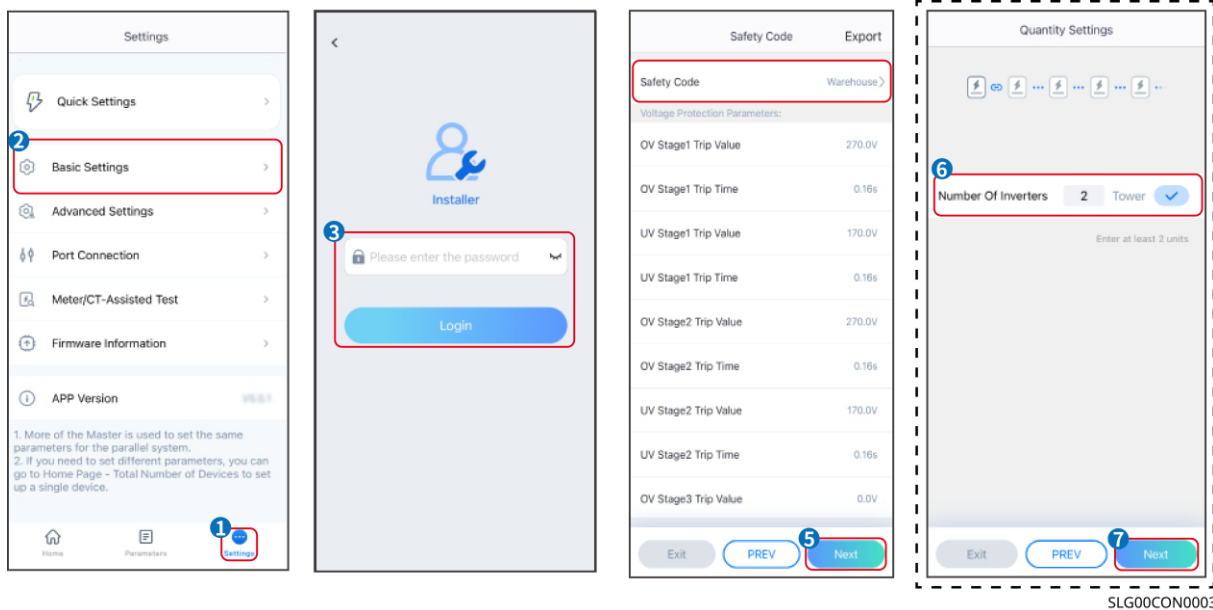 Settings
Quick Settings
2
Basic Settings
Advanced Settings
Port Connection
Meter/CT-Assisted Test
Firmware Information
APP Version
1. More of the Master is used to set the same
parameters for the parallel system.
2. If you need to set different parameters, you can
go to Home Page - Total Number of Devices to set
up a single device.
1
Home
Parameters
Settings
Installer
3
Please enter the password
Login
Safety Code
Export
Safety Code
Warehouse
Voltage Protection Parameters:
OV Stage1 Trip Value
270.0V
OV Stage1 Trip Time
0.16s
UV Stage1 Trip Value
170.0V
UV Stage1 Trip Time
0.16s
OV Stage2 Trip Value
270.0V
OV Stage2 Trip Time
0.16s
UV Stage2 Trip Value
170.0V
UV Stage2 Trip Time
0.16s
OV Stage3 Trip Value
0.0V
5
Exit
PREV
Next
Quantity Settings
6
Number Of Inverters
2
Tower
Enter at least 2 units
7
Exit
PREV
Next
SLG00CON0003